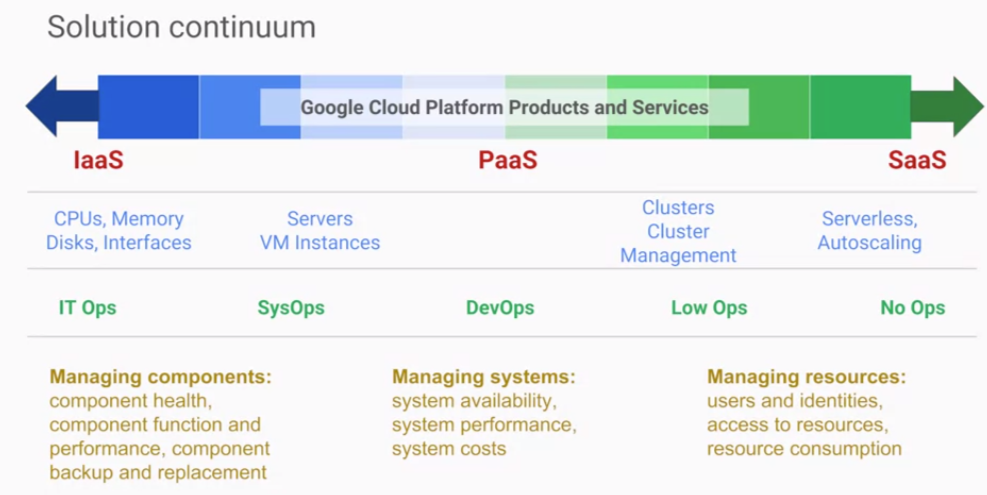 Solution continuum
Google Cloud Platform Products and Services
IaaS
PaaS
SaaS
CPUs, Memory
Disks, Interfaces
Servers
VM Instances
Clusters
Cluster
Management
Serverless,
Autoscaling
IT Ops
SysOps
DevOps
Low Ops
No Ops
Managing components:
component health,
component function and
performance, component
backup and replacement
Managing systems:
system availability,
system performance,
system costs
Managing resources:
users and identities,
access to resources,
resource consumption